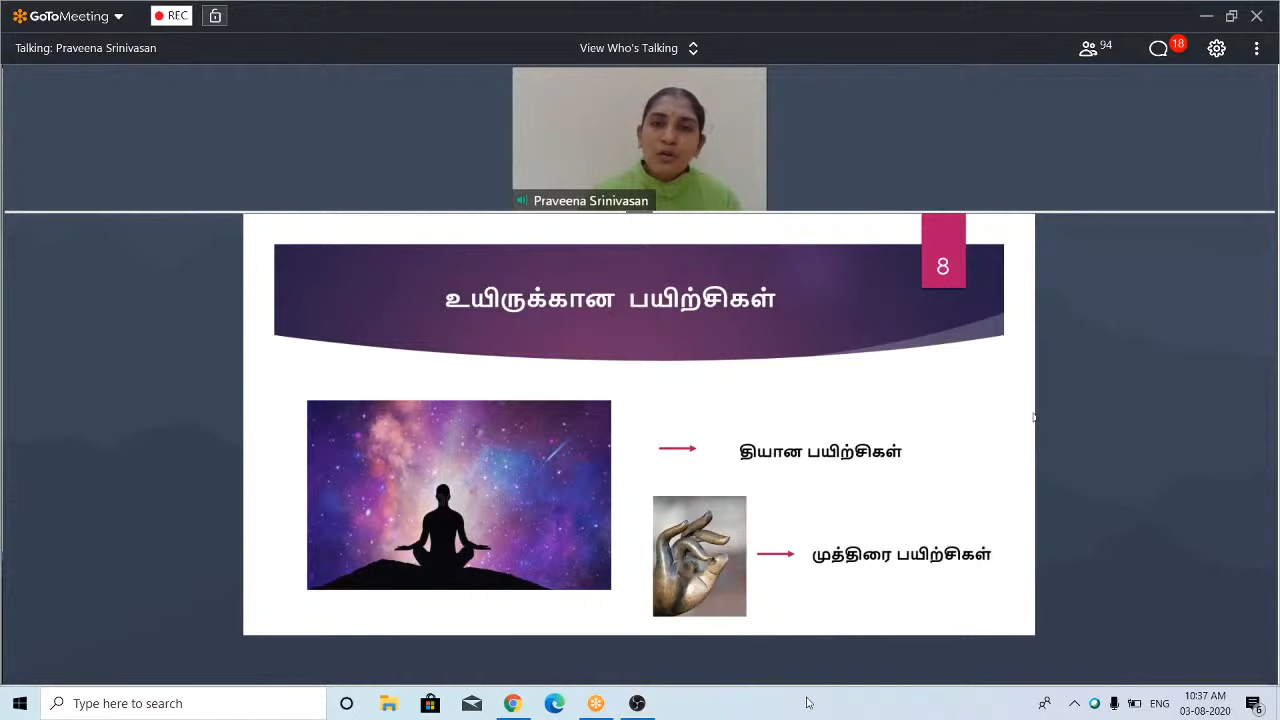 GoToMeeting
REC
Talking: Praveena Srinivasan
View Who's Talking
94
18
Praveena Srinivasan
8
உயிருக்கான பயிற்சிகள்
தியான பயிற்சிகள்
முத்திரை பயிற்சிகள்
Type here to search
ENG
10:37 AM
03-08-2020
6